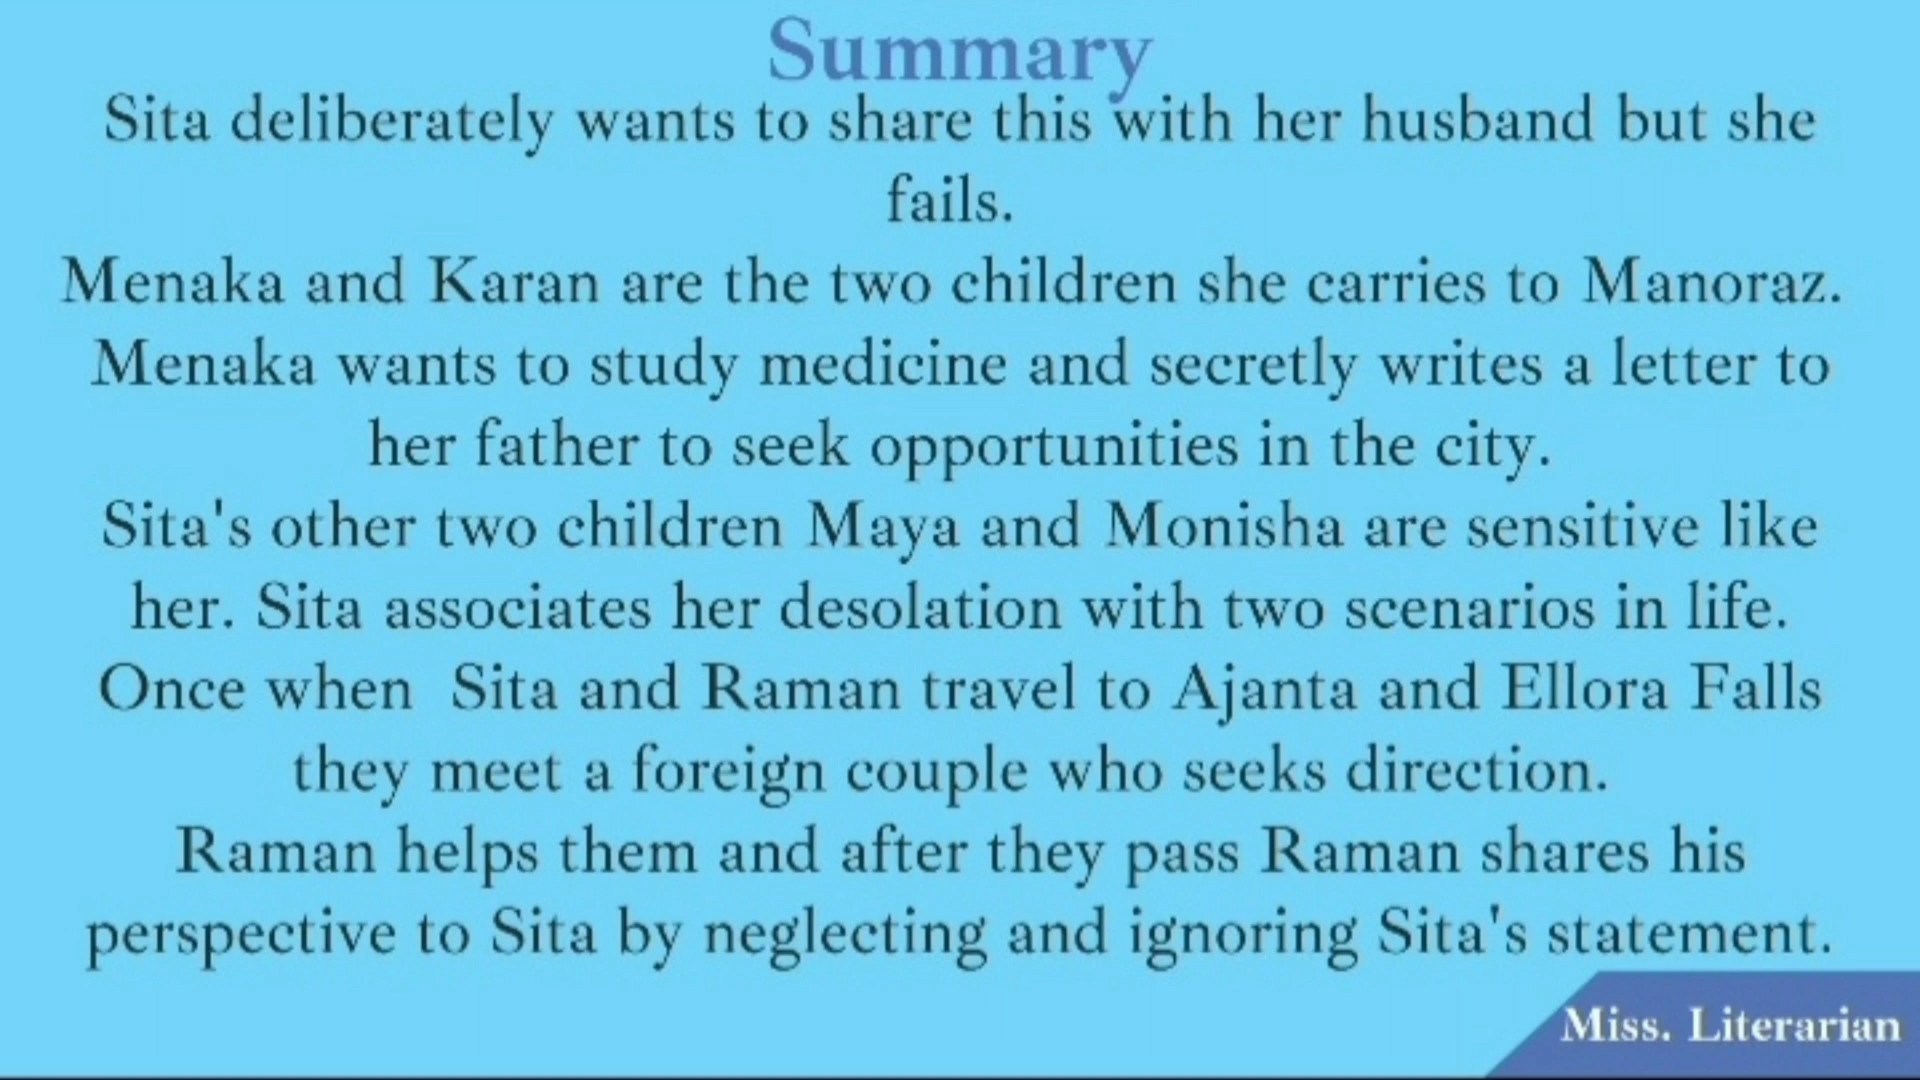 Summary
Sita deliberately wants to share this with her husband but she
fails.
Menaka and Karan are the two children she carries to Manoraz.
Menaka wants to study medicine and secretly writes a letter to
her father to seek opportunities in the city.
Sita's other two children Maya and Monisha are sensitive like
her. Sita associates her desolation with two scenarios in life.
Once when Sita and Raman travel to Ajanta and Ellora Falls
they meet a foreign couple who seeks direction.
Raman helps them and after they pass Raman shares his
perspective to Sita by neglecting and ignoring Sita's statement.
Miss. Literarian